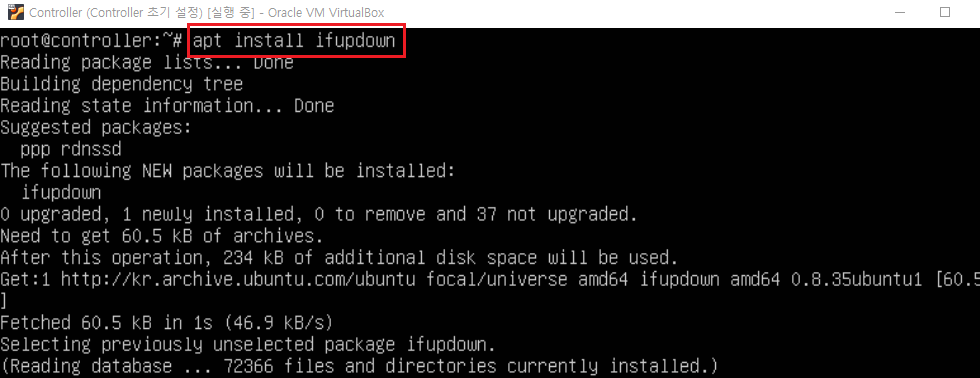 Controller (Controller 초기 설정) [실행 중] - Oracle VM VirtualBox
root@controller:~# apt install ifupdown
Reading package lists... Done
Building dependency tree
Reading state information... Done
Suggested packages:
  ppp rdnssd
The following NEW packages will be installed:
  ifupdown
0 upgraded, 1 newly installed, 0 to remove and 37 not upgraded.
Need to get 60.5 kB of archives.
After this operation, 234 kB of additional disk space will be used.
Get:1 http://kr.archive.ubuntu.com/ubuntu focal/universe amd64 ifupdown amd64 0.8.35ubuntu1 [60.5
]
Fetched 60.5 kB in 1s (46.9 kB/s)
Selecting previously unselected package ifupdown.
(Reading database ... 72366 files and directories currently installed.)